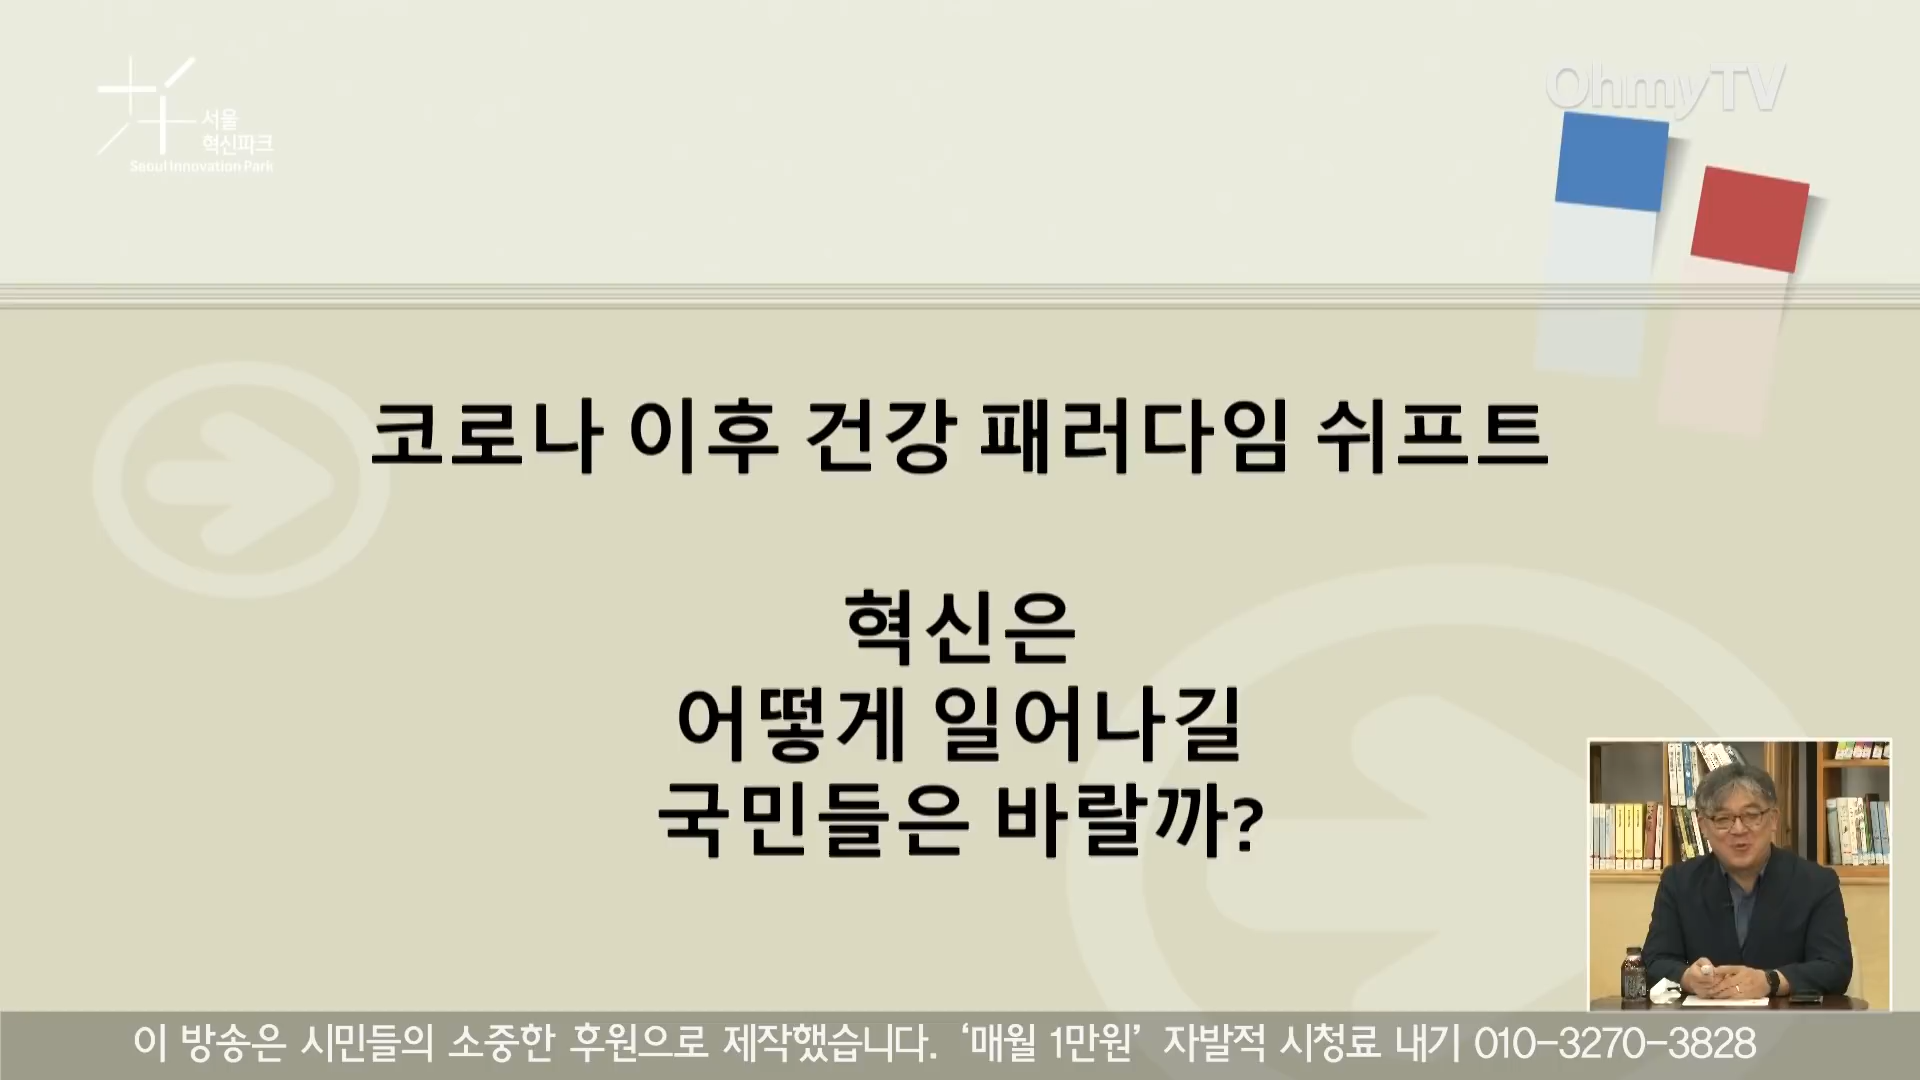 서울
혁신파크
Seoul Innovation Park
OhmyTV
코로나 이후 건강 패러다임 쉬프트
혁신은
어떻게 일어나길
국민들은 바랄까?
이 방송은 시민들의 소중한 후원으로 제작했습니다. ‘매월 1만원’ 자발적 시청료 내기 010-3270-3828